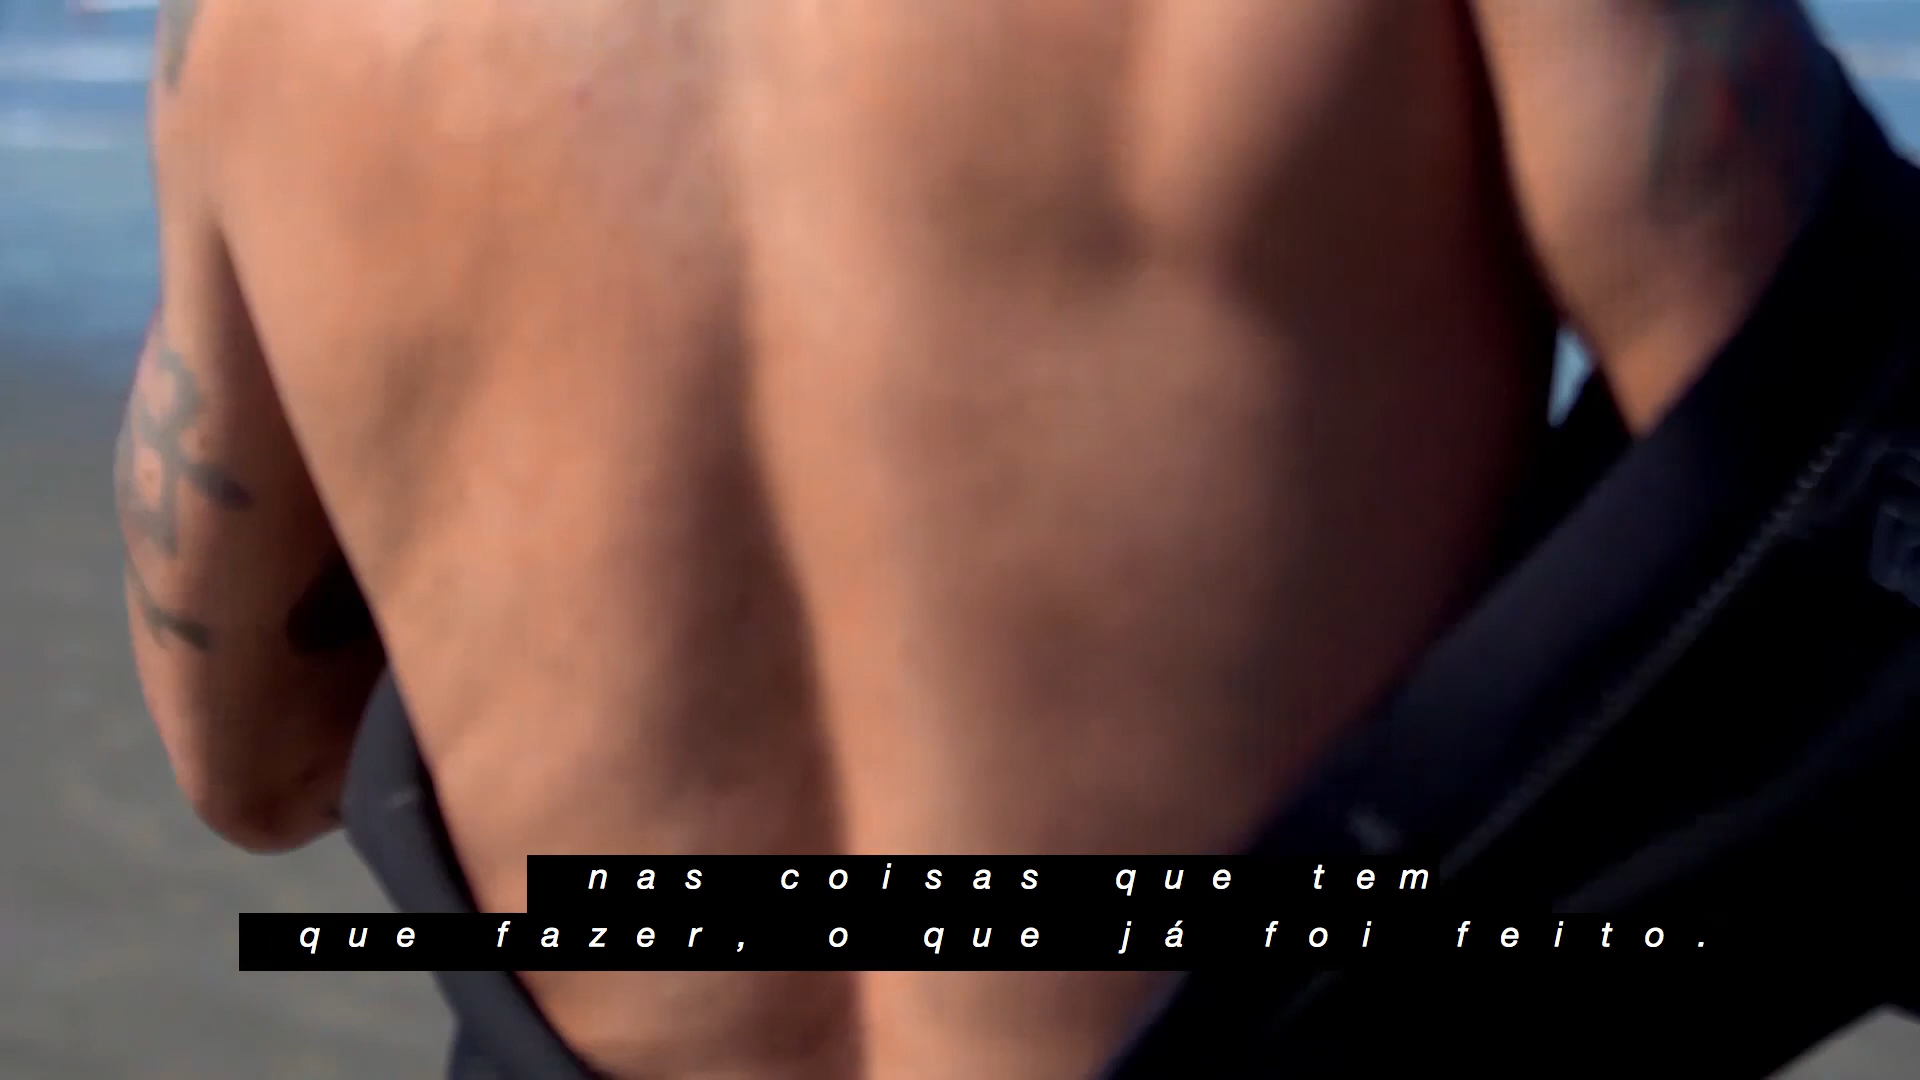 nas coisas que tem
que fazer, o que já foi feito.